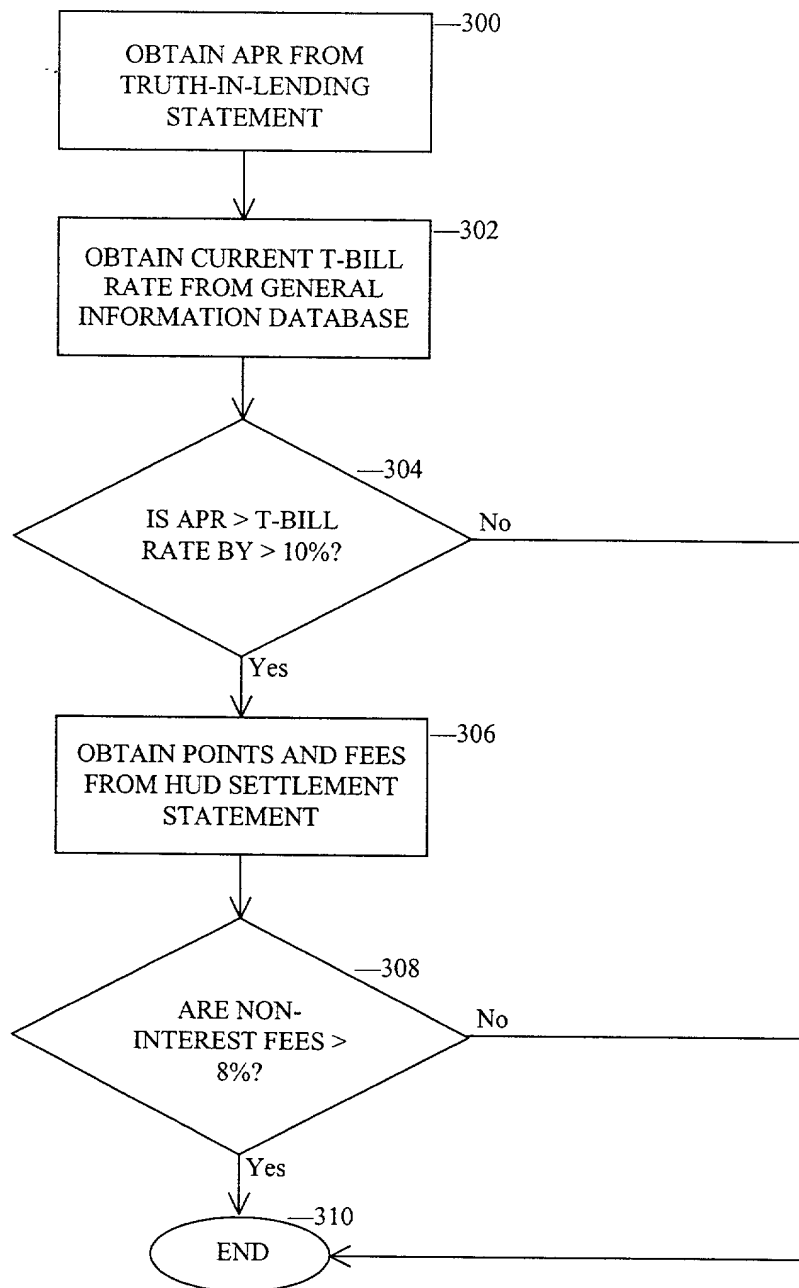 300
OBTAIN APR FROM
TRUTH-IN-LENDING
STATEMENT
302
OBTAIN CURRENT T-BILL
RATE FROM GENERAL
INFORMATION DATABASE
304
IS APR > T-BILL
RATE BY > 10%?
No
Yes
306
OBTAIN POINTS AND FEES
FROM HUD SETTLEMENT
STATEMENT
308
ARE NON-
INTEREST FEES >
8%?
No
Yes
310
END